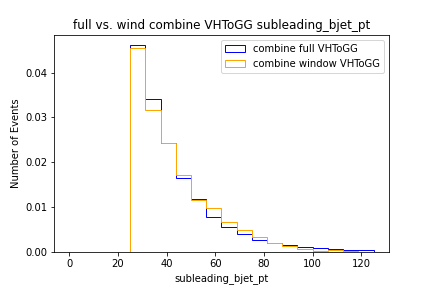 full vs. wind combine VHToGG subleading_bjet_pt
combine full VHToGG
combine window VHToGG
Number of Events
0.04
0.03
0.02
0.01
0.00
0 20 40 60 80 100 120
subleading_bjet_pt